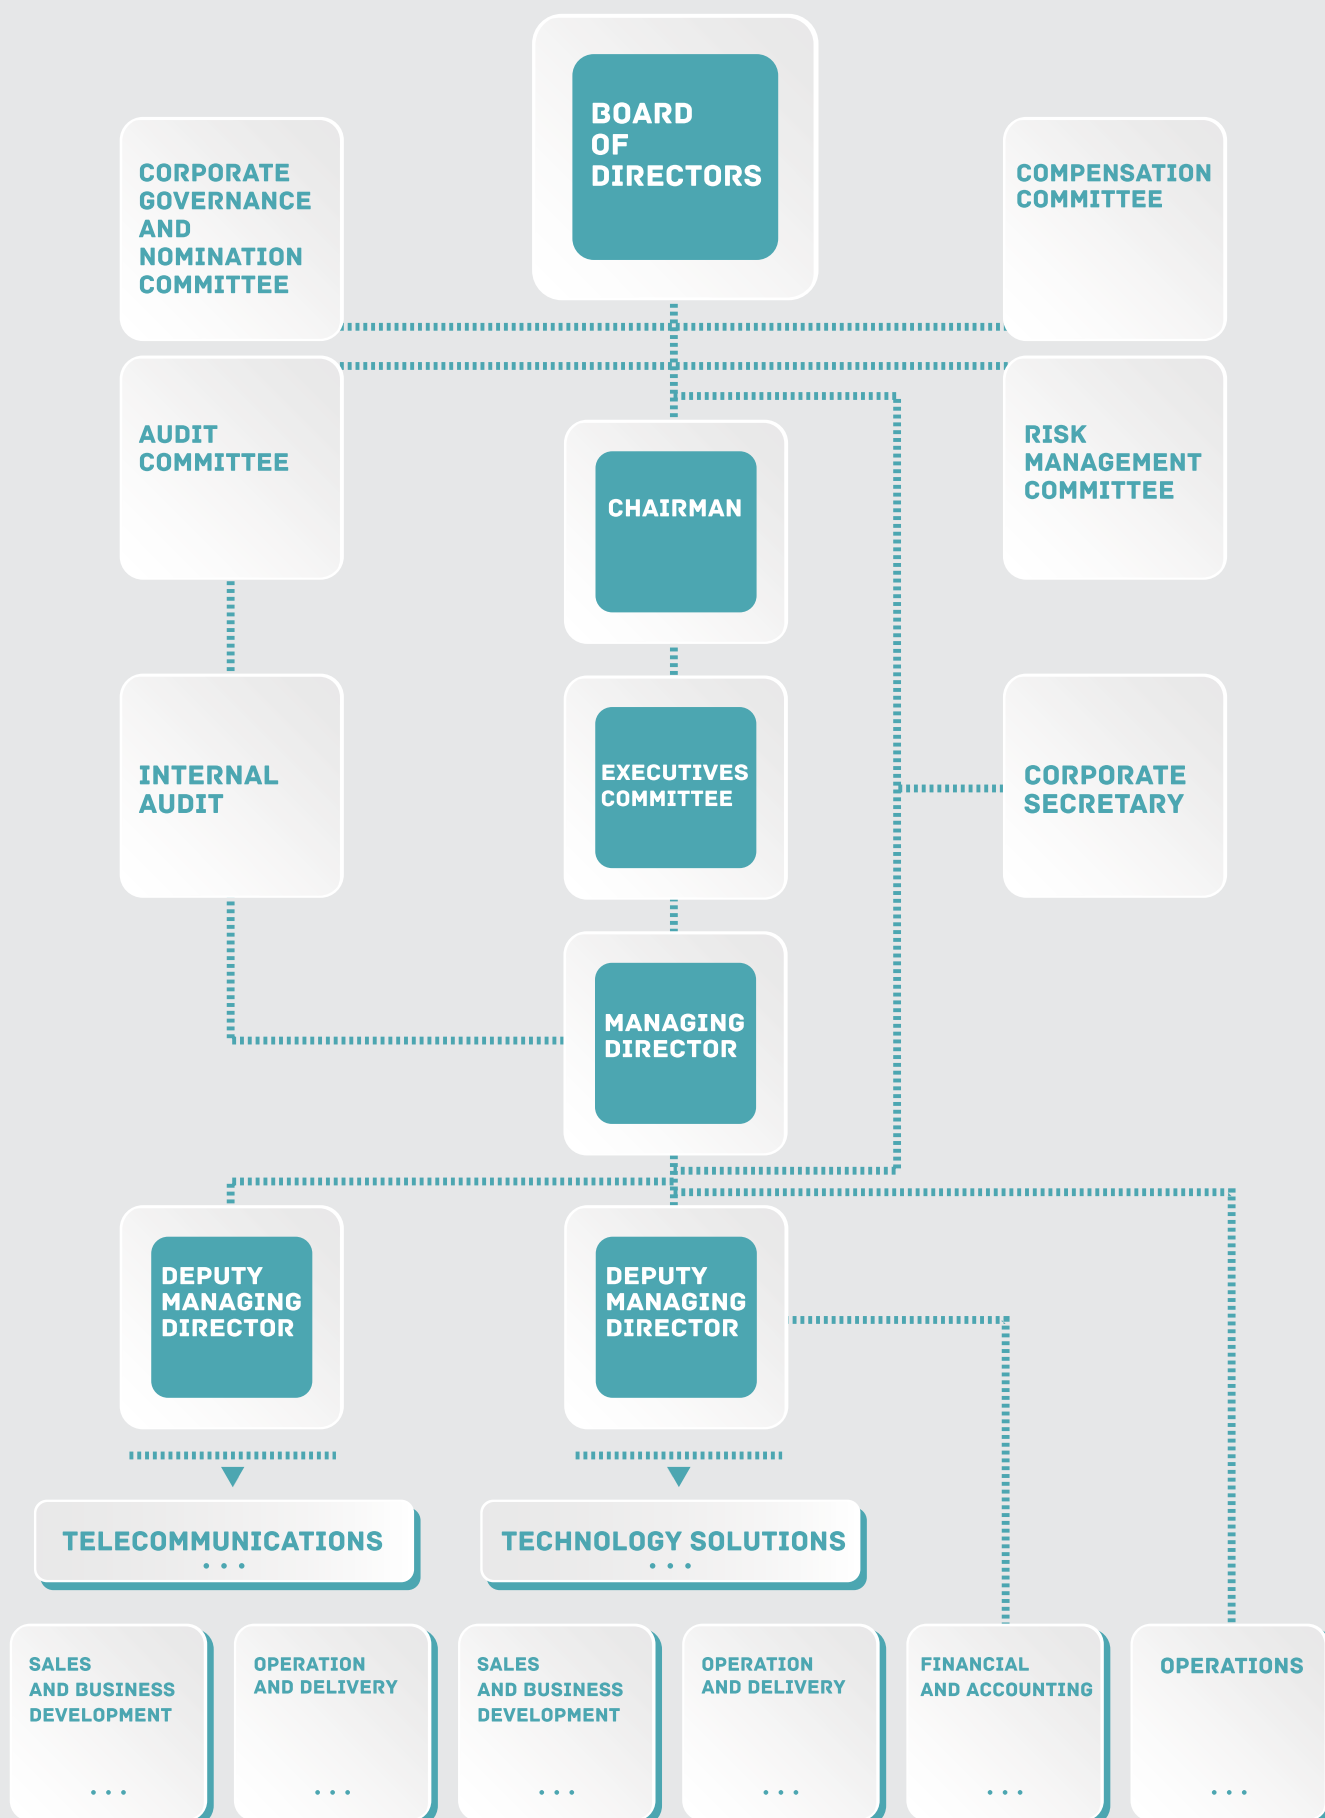 BOARD
OF
DIRECTORS
CORPORATE
GOVERNANCE
AND
NOMINATION
COMMITTEE
COMPENSATION
COMMITTEE
AUDIT
COMMITTEE
CHAIRMAN
RISK
MANAGEMENT
COMMITTEE
INTERNAL
AUDIT
EXECUTIVES
COMMITTEE
CORPORATE
SECRETARY
MANAGING
DIRECTOR
DEPUTY
MANAGING
DIRECTOR
DEPUTY
MANAGING
DIRECTOR
TELECOMMUNICATIONS
...
TECHNOLOGY SOLUTIONS
...
SALES
AND BUSINESS
DEVELOPMENT
...
OPERATION
AND DELIVERY
...
SALES
AND BUSINESS
DEVELOPMENT
...
OPERATION
AND DELIVERY
...
FINANCIAL
AND ACCOUNTING
...
OPERATIONS
...